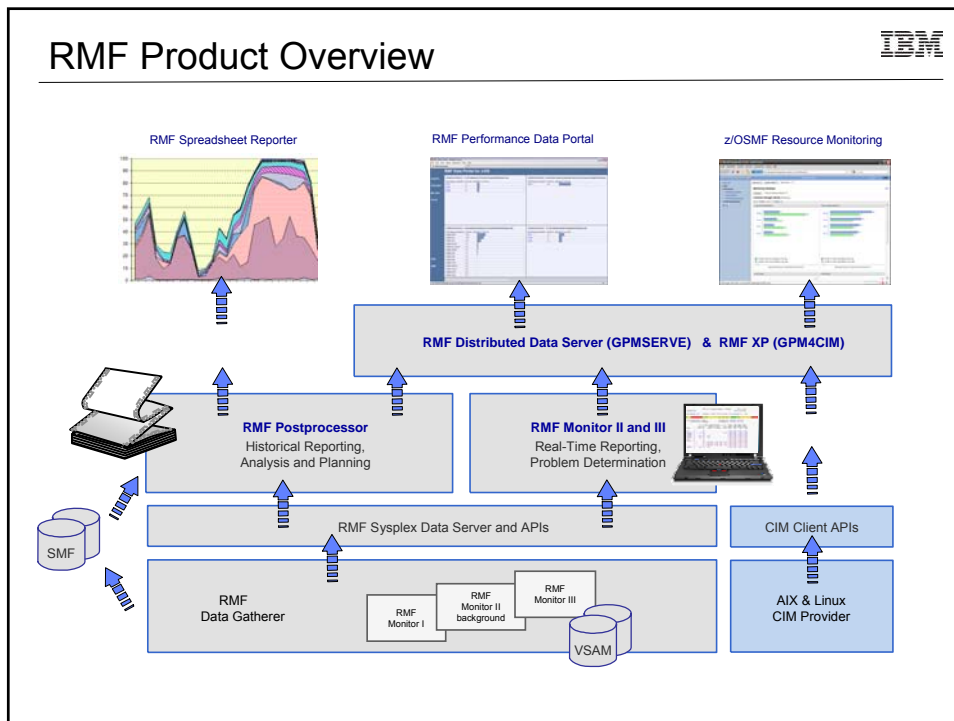 RMF Product Overview
IBM
RMF Spreadsheet Reporter
RMF Performance Data Portal
z/OSMF Resource Monitoring
100
90
80
70
60
50
40
30
20
10
0
RMF Distributed Data Server (GPMSERVE) & RMF XP (GPM4CIM)
RMF Postprocessor
Historical Reporting,
Analysis and Planning
RMF Monitor II and III
Real-Time Reporting,
Problem Determination
SMF
RMF Sysplex Data Server and APIs
CIM Client APIs
RMF
Data Gatherer
RMF
Monitor I
RMF
Monitor II
background
RMF
Monitor III
VSAM
AIX & Linux
CIM Provider